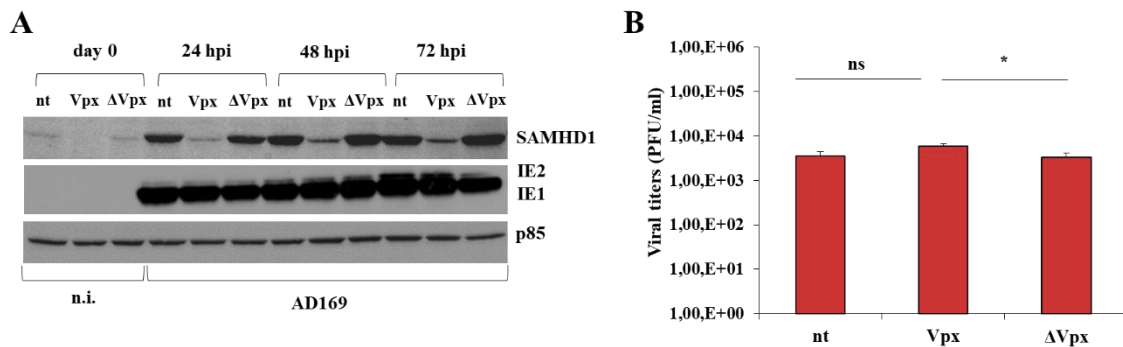 A
day 0 24 hpi 48 hpi 72 hpi
nt Vpx ΔVpx nt Vpx ΔVpx nt Vpx ΔVpx nt Vpx ΔVpx
SAMHD1
IE2
IE1
p85
n.i. AD169
B
Viral titers (PFU/ml)
1,00,E+06
1,00,E+05
1,00,E+04
1,00,E+03
1,00,E+02
1,00,E+01
1,00,E+00
ns *
nt Vpx ΔVpx